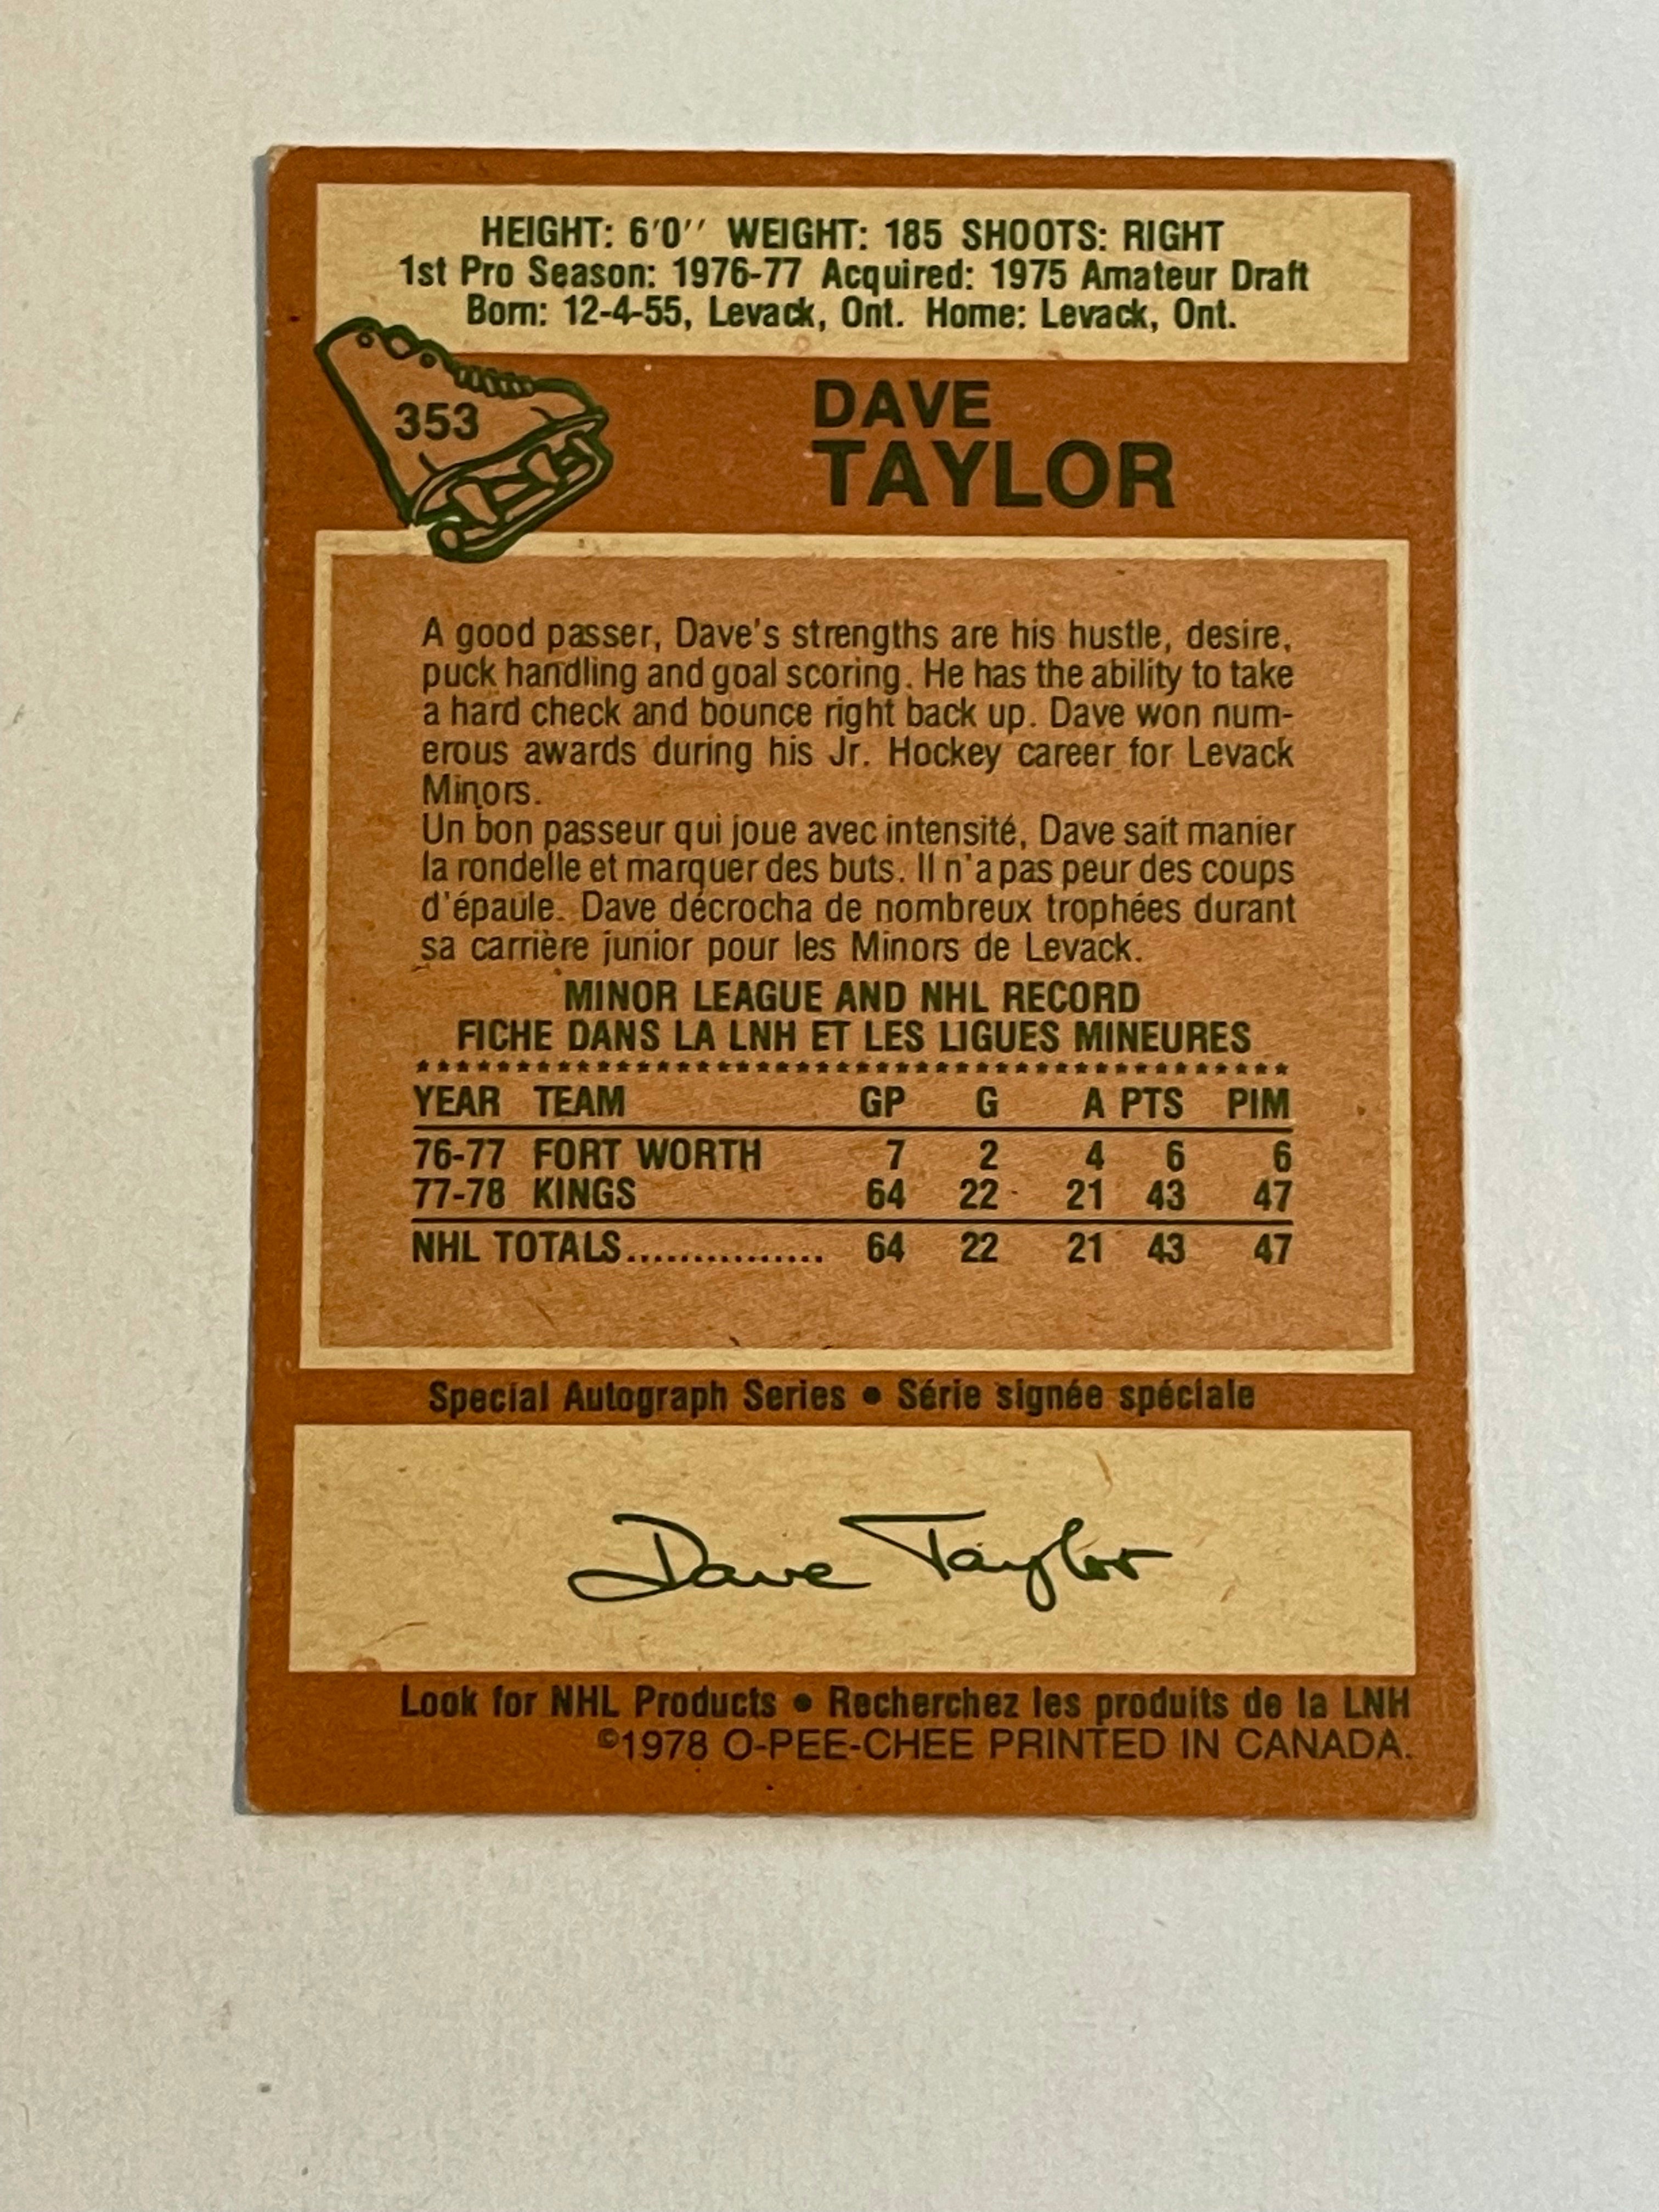 HEIGHT: 6'0'' WEIGHT: 185 SHOOTS: RIGHT
1st Pro Season: 1976-77 Acquired: 1975 Amateur Draft
Born: 12-4-55, Levack, Ont. Home: Levack, Ont.
353
DAVE
TAYLOR
A good passer, Dave's strengths are his hustle, desire,
puck handling and goal scoring. He has the ability to take
a hard check and bounce right back up. Dave won num-
erous awards during his Jr. Hockey career for Levack
Minors.
Un bon passeur qui joue avec intensité, Dave sait manier
la rondelle et marquer des buts. Il n'a pas peur des coups
d'épaule. Dave décrocha de nombreux trophées durant
sa carrière junior pour les Minors de Levack.
MINOR LEAGUE AND NHL RECORD
FICHE DANS LA LNH ET LES LIGUES MINEURES
YEAR TEAM GP G A PTS PIM
76-77 FORT WORTH 7 2 4 6 6
77-78 KINGS 64 22 21 43 47
NHL TOTALS............... 64 22 21 43 47
Special Autograph Series • Série signée spéciale
Dave Taylor
Look for NHL Products • Recherchez les produits de la LNH
©1978 O-PEE-CHEE PRINTED IN CANADA.